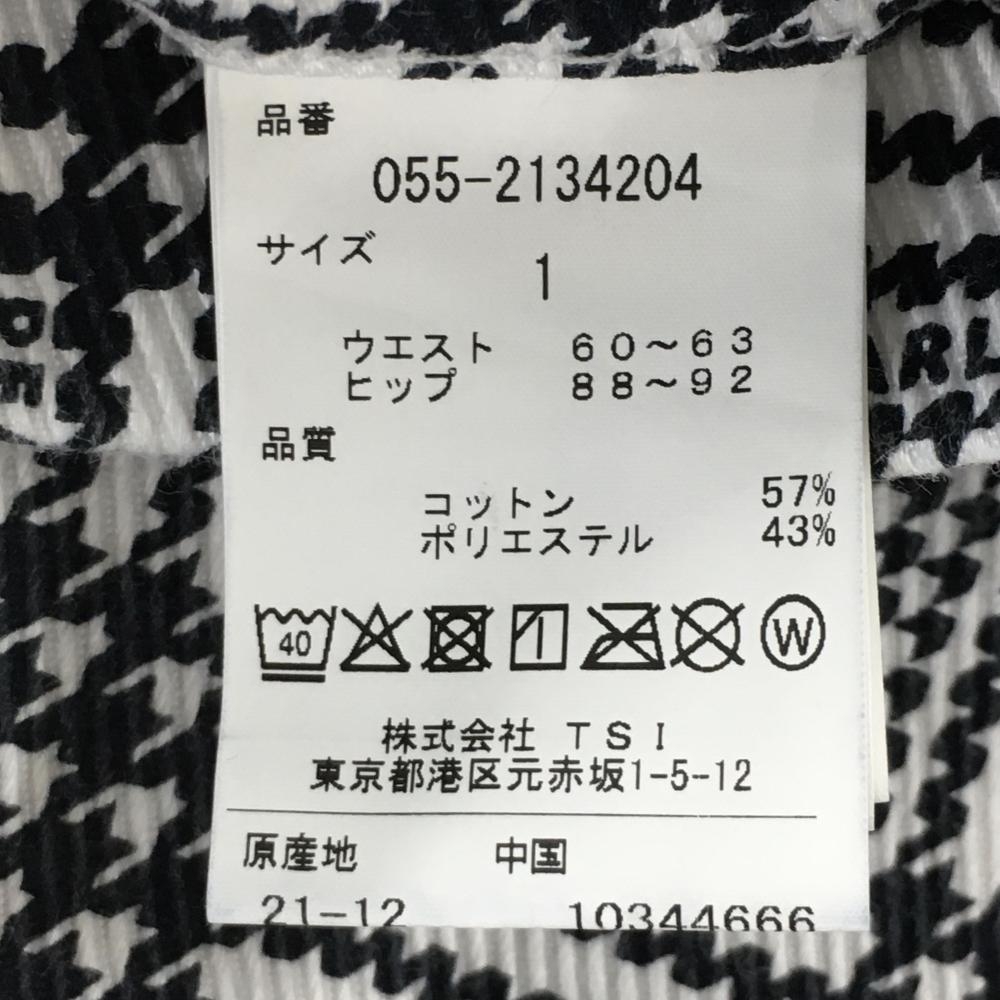 品番
055-2134204
サイズ
1
ウエスト 60～63
ヒップ 88～92
品質
コットン 57%
ポリエステル 43%
40
W
株式会社 TSI
東京都港区元赤坂1-5-12
原産地 中国
21-12 10344666
DE
ARL